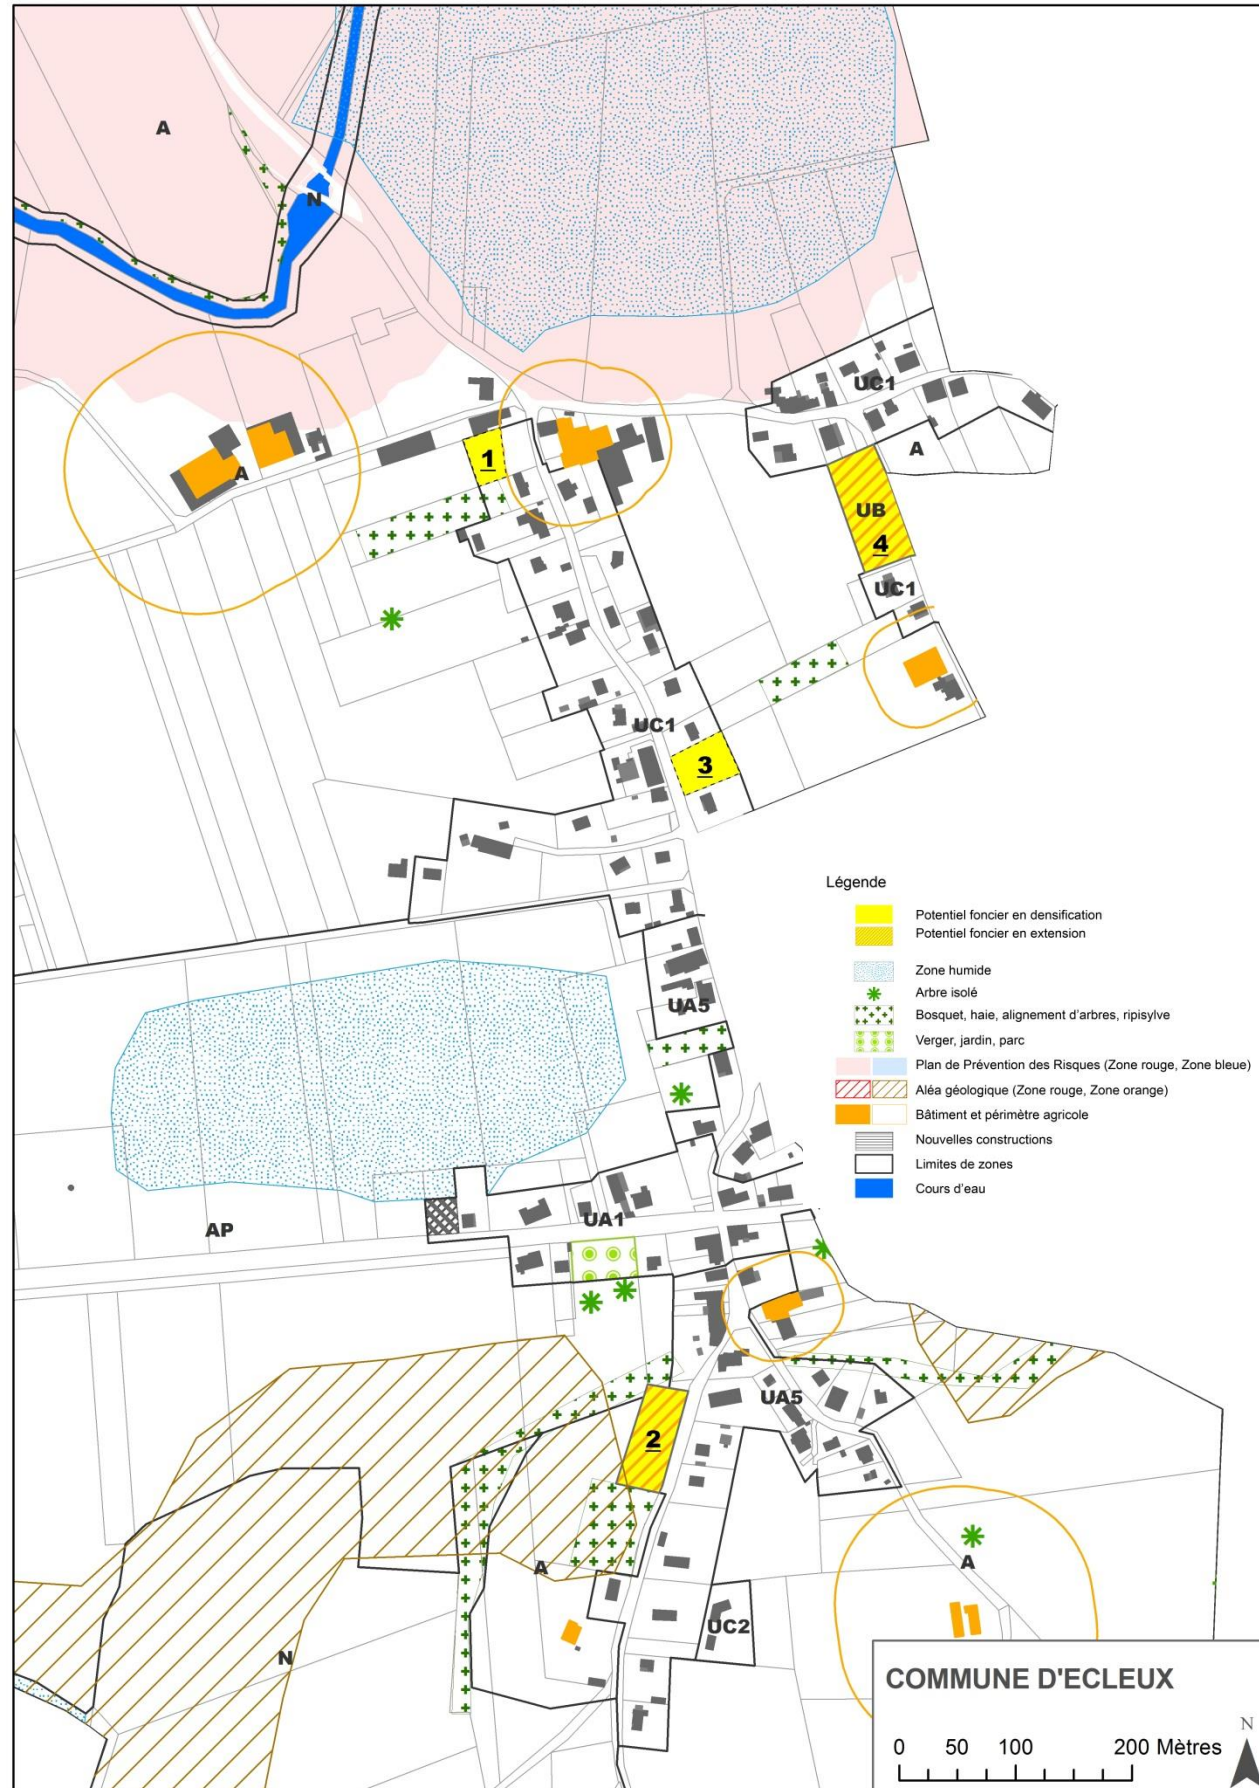 A
N
UC1
A
1
A
UB
4
UC1
UC1
3
Légende
Potentiel foncier en densification
Potentiel foncier en extension
Zone humide
Arbre isolé
Bosquet, haie, alignement d'arbres, ripisylve
Verger, jardin, parc
Plan de Prévention des Risques (Zone rouge, Zone bleue)
Aléa géologique (Zone rouge, Zone orange)
Bâtiment et périmètre agricole
Nouvelles constructions
Limites de zones
Cours d'eau
UA5
UA1
AP
UA5
2
A
A
UC2
N
COMMUNE D'ECLEUX
N
0 50 100 200 Mètres